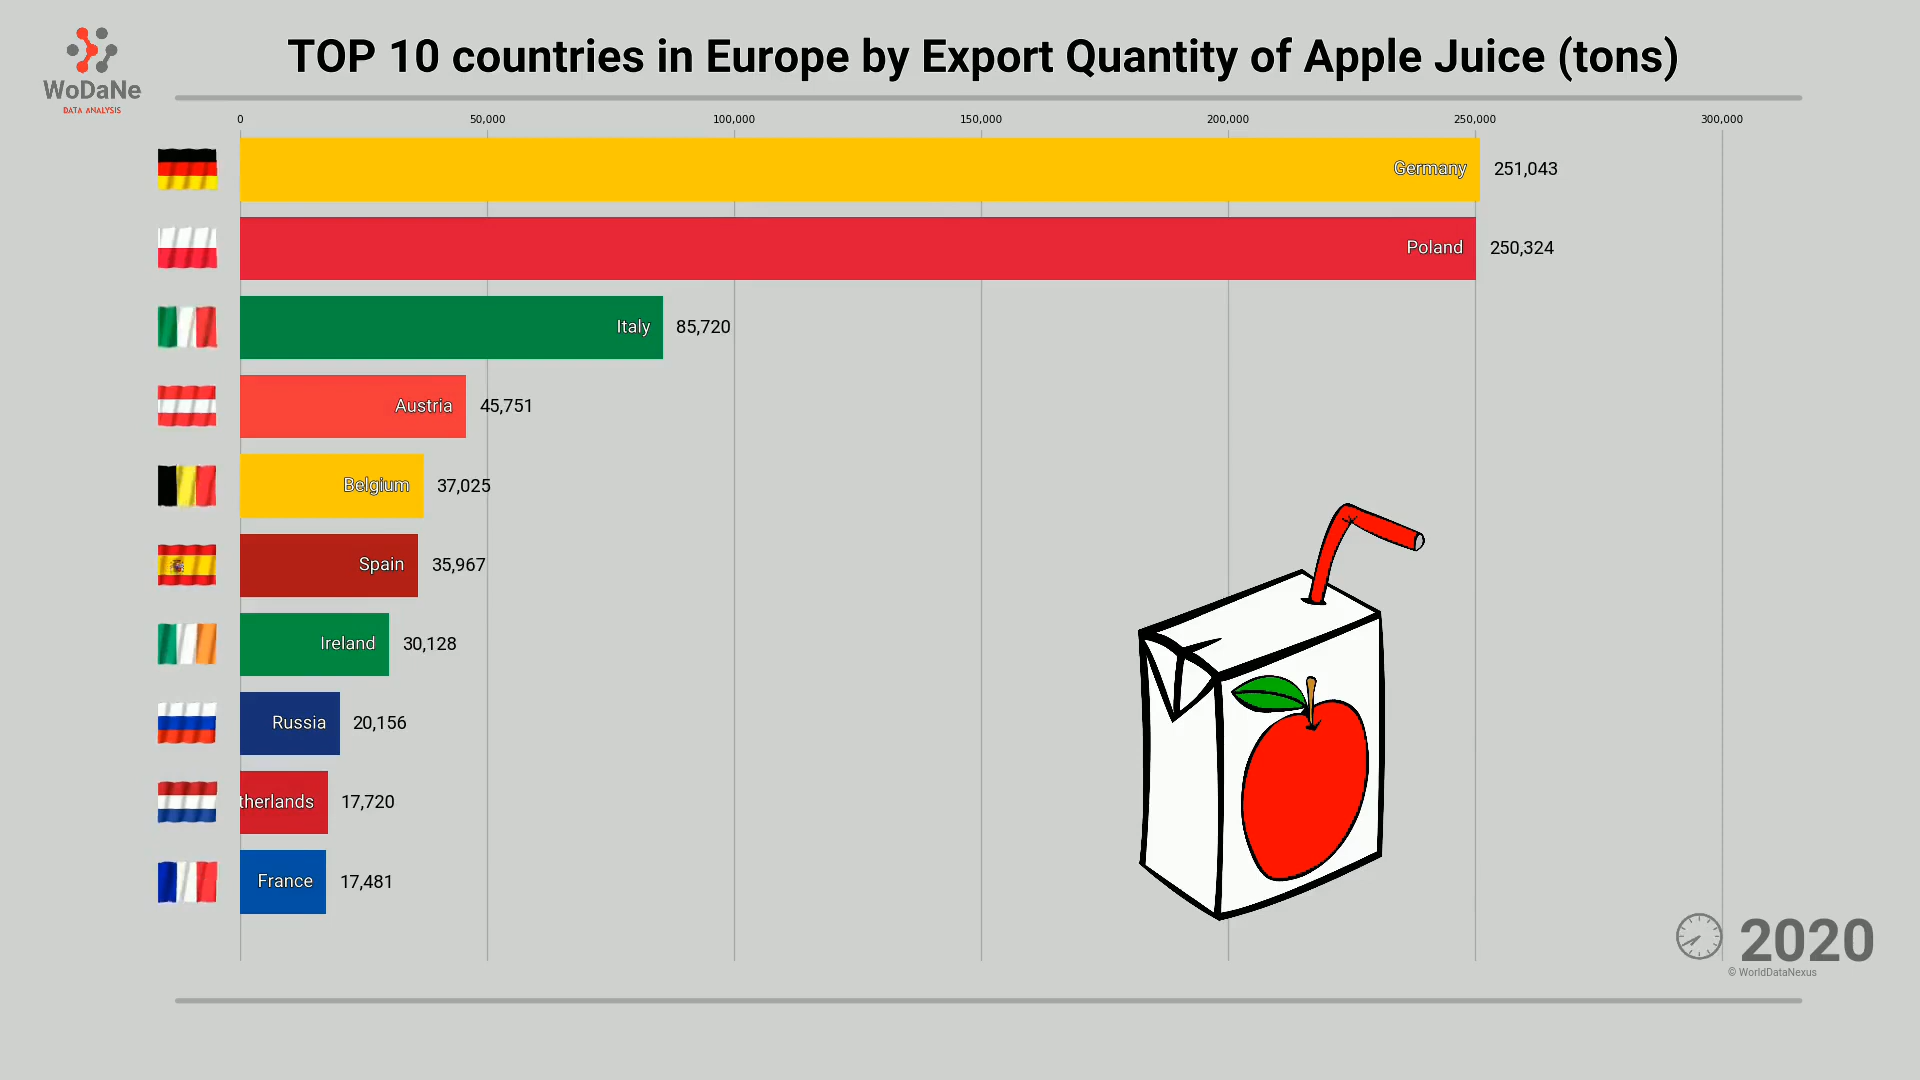 TOP 10 countries in Europe by Export Quantity of Apple Juice (tons)
WoDaNe
DATA ANALYSIS
0 50,000 100,000 150,000 200,000 250,000 300,000
Germany 251,043
Poland 250,324
Italy 85,720
Austria 45,751
Belgium 37,025
Spain 35,967
Ireland 30,128
Russia 20,156
therlands 17,720
France 17,481
2020
© WorldDataNexus